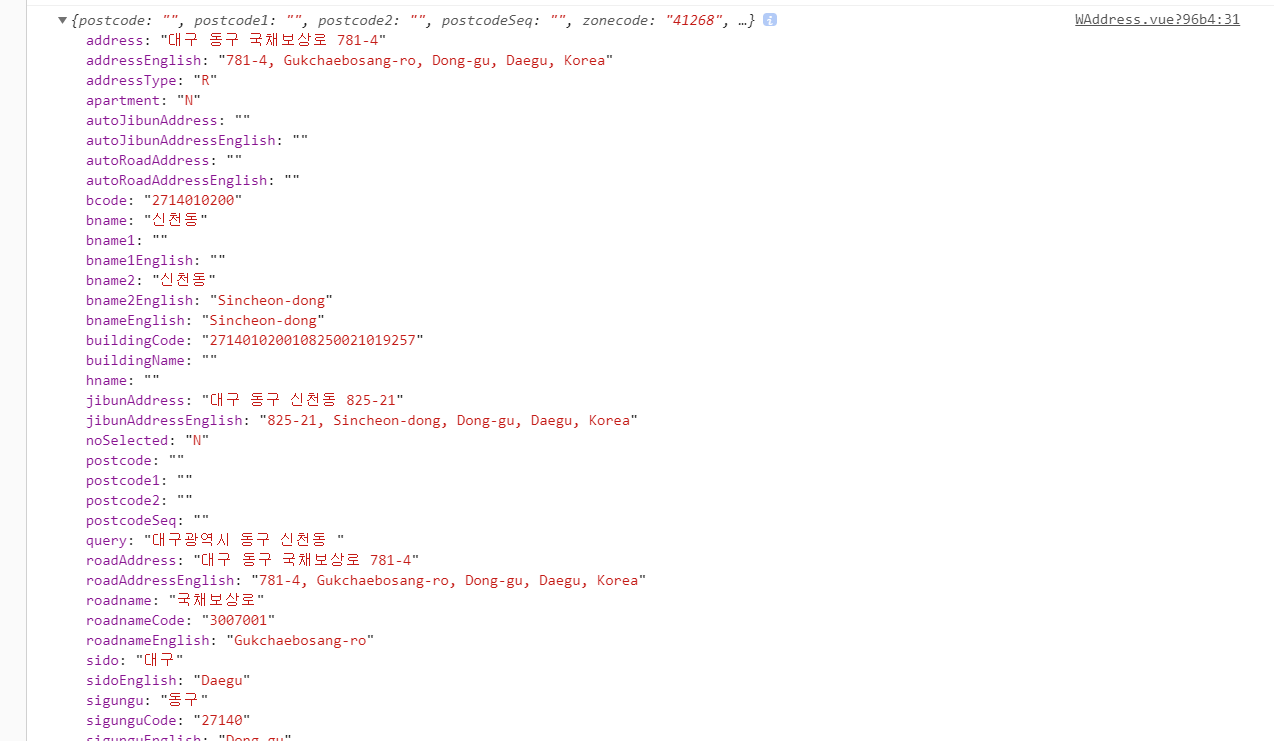 ▼{postcode: "", postcode1: "", postcode2: "", postcodeSeq: "", zonecode: "41268", …} i WAddress.vue?96b4:31
address: "대구 동구 국채보상로 781-4"
addressEnglish: "781-4, Gukchaebosang-ro, Dong-gu, Daegu, Korea"
addressType: "R"
apartment: "N"
autoJibunAddress: ""
autoJibunAddressEnglish: ""
autoRoadAddress: ""
autoRoadAddressEnglish: ""
bcode: "2714010200"
bname: "신천동"
bname1: ""
bname1English: ""
bname2: "신천동"
bname2English: "Sincheon-dong"
bnameEnglish: "Sincheon-dong"
buildingCode: "2714010200108250021019257"
buildingName: ""
hname: ""
jibunAddress: "대구 동구 신천동 825-21"
jibunAddressEnglish: "825-21, Sincheon-dong, Dong-gu, Daegu, Korea"
noSelected: "N"
postcode: ""
postcode1: ""
postcode2: ""
postcodeSeq: ""
query: "대구광역시 동구 신천동 "
roadAddress: "대구 동구 국채보상로 781-4"
roadAddressEnglish: "781-4, Gukchaebosang-ro, Dong-gu, Daegu, Korea"
roadname: "국채보상로"
roadnameCode: "3007001"
roadnameEnglish: "Gukchaebosang-ro"
sido: "대구"
sidoEnglish: "Daegu"
sigungu: "동구"
sigunguCode: "27140"
sigunguEnglish: "Dong-gu"